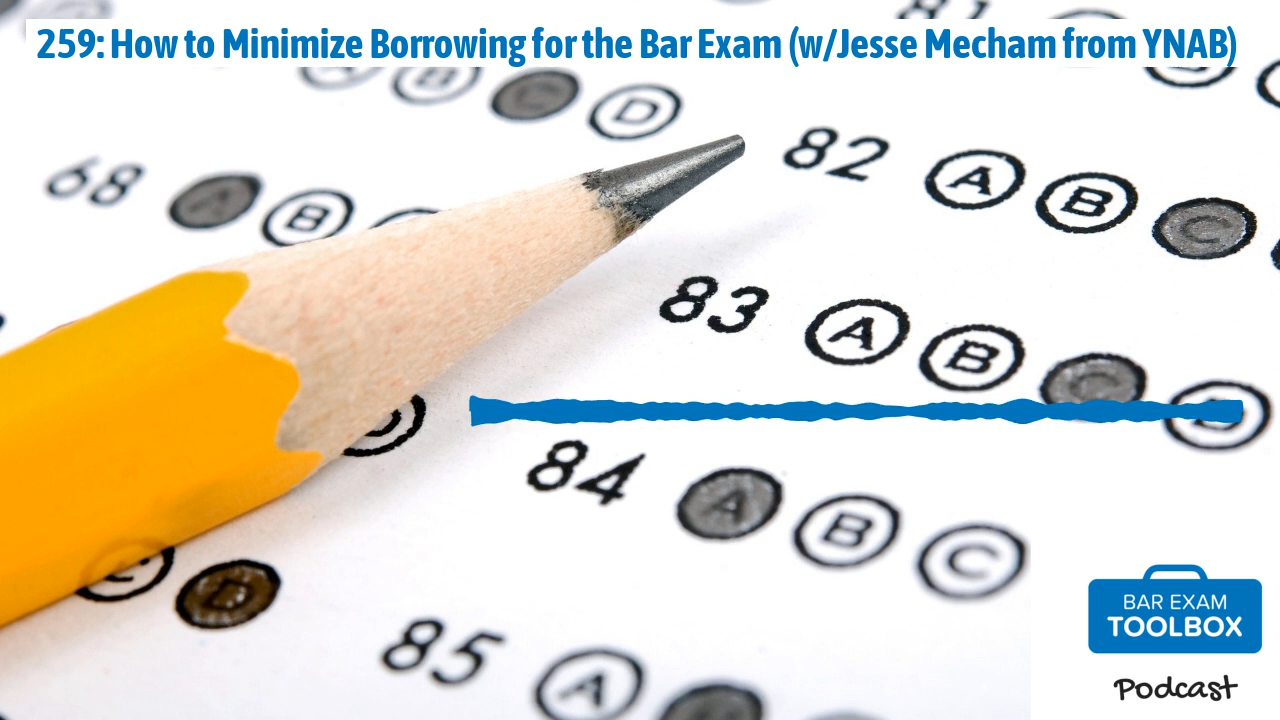 259: How to Minimize Borrowing for the Bar Exam (w/Jesse Mecham from YNAB)
81
A B C D
68 A B
82 A B C
83 A B C D
84 A B C
C D
85 A
BAR EXAM
TOOLBOX
Podcast